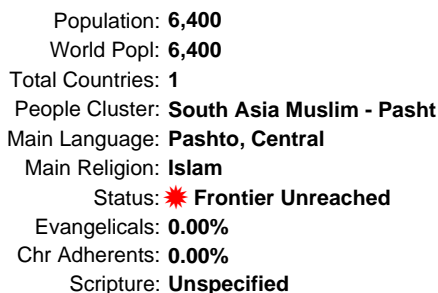 Population: 6,400
World Popl: 6,400
Total Countries: 1
People Cluster: South Asia Muslim - Pasht
Main Language: Pashto, Central
Main Religion: Islam
Status: Frontier Unreached
Evangelicals: 0.00%
Chr Adherents: 0.00%
Scripture: Unspecified